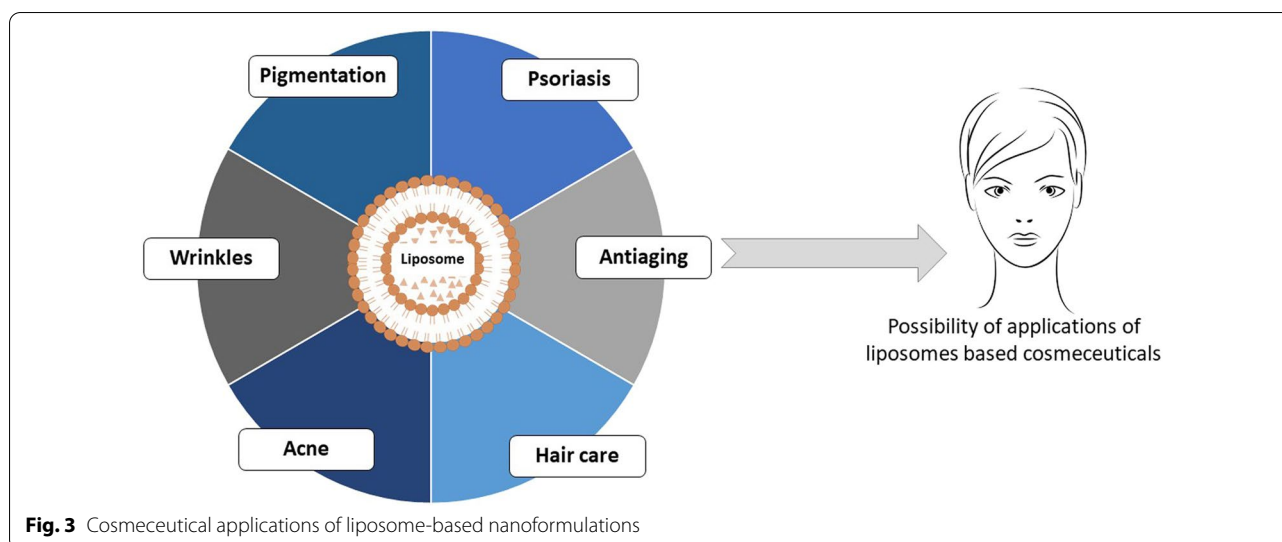 Pigmentation
Psoriasis
Wrinkles
Liposome
Antiaging
Acne
Hair care
Possibility of applications of
liposomes based cosmeceuticals
Fig. 3 Cosmeceutical applications of liposome-based nanoformulations